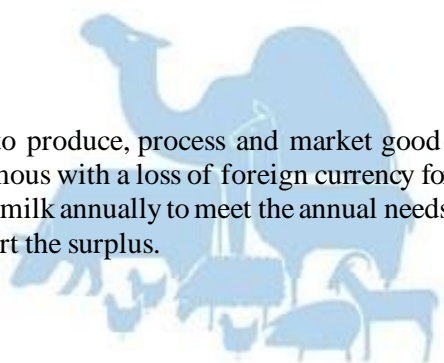 to produce, process and market good
nous with a loss of foreign currency fo
milk annually to meet the annual needs
rt the surplus.